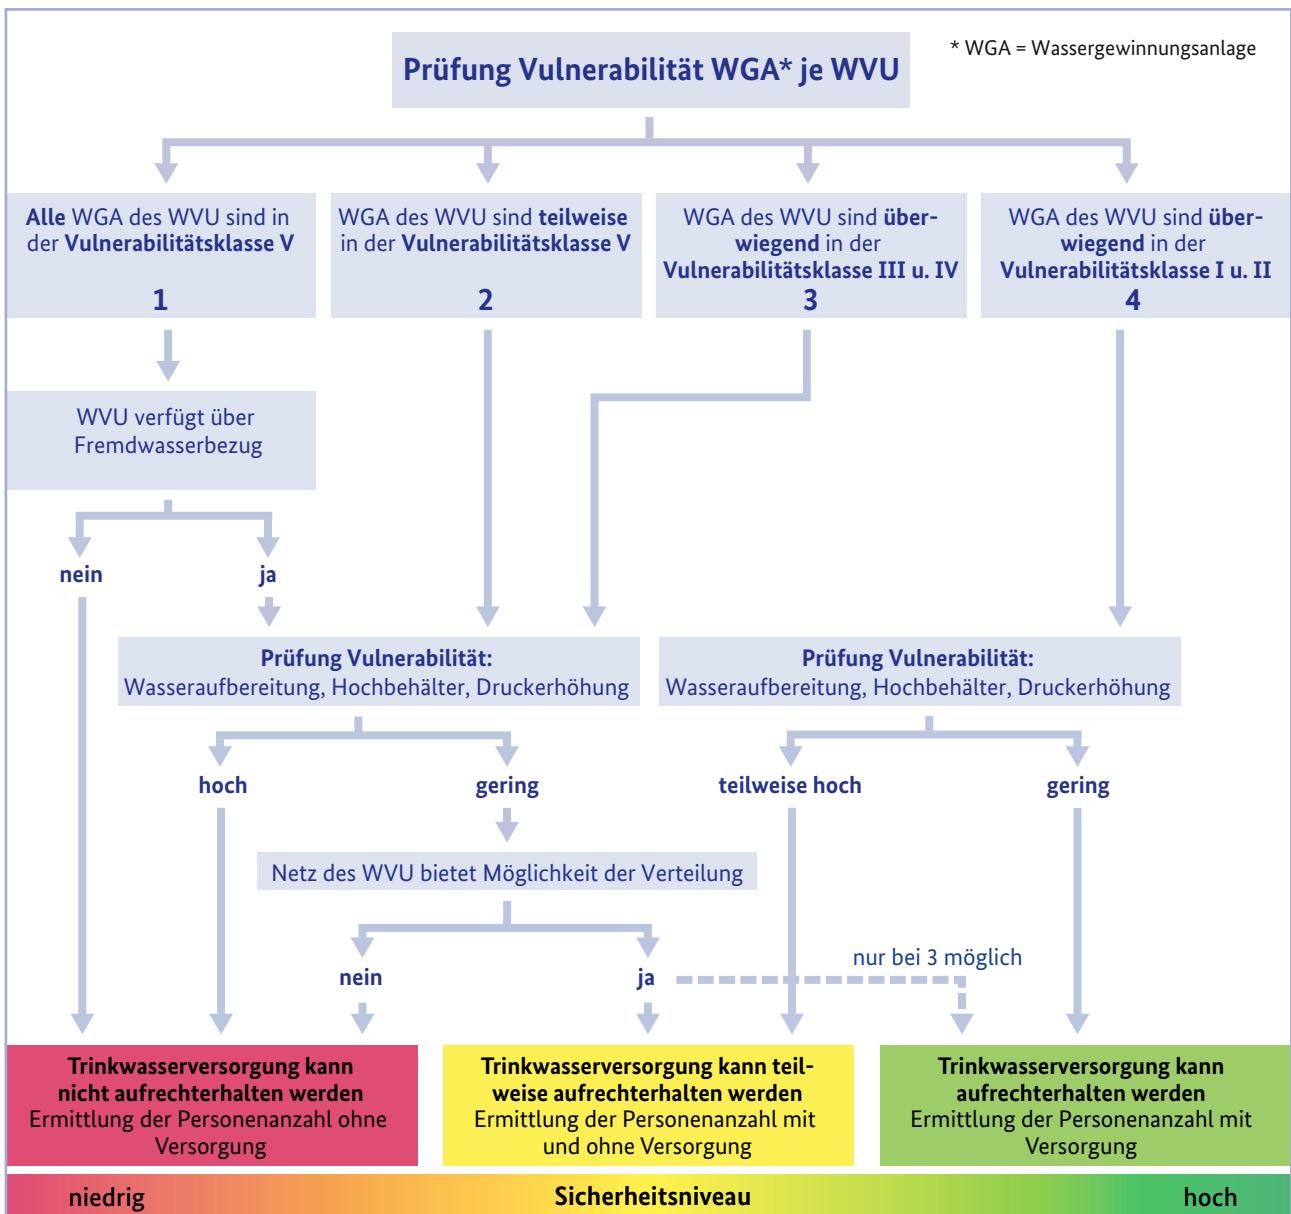 Prüfung Vulnerabilität WGA* je WVU
* WGA = Wassergewinnungsanlage
Alle WGA des WVU sind in
der Vulnerabilitätsklasse V
1
WGA des WVU sind teilweise
in der Vulnerabilitätsklasse V
2
WGA des WVU sind über-
wiegend in der
Vulnerabilitätsklasse III u. IV
3
WGA des WVU sind über-
wiegend in der
Vulnerabilitätsklasse I u. II
4
WVU verfügt über
Fremdwasserbezug
nein
ja
Prüfung Vulnerabilität:
Wasseraufbereitung, Hochbehälter, Druckerhöhung
Prüfung Vulnerabilität:
Wasseraufbereitung, Hochbehälter, Druckerhöhung
hoch
gering
teilweise hoch
gering
Netz des WVU bietet Möglichkeit der Verteilung
nein
ja
nur bei 3 möglich
Trinkwasserversorgung kann
nicht aufrechterhalten werden
Ermittlung der Personenanzahl ohne
Versorgung
Trinkwasserversorgung kann teil-
weise aufrechterhalten werden
Ermittlung der Personenanzahl mit
und ohne Versorgung
Trinkwasserversorgung kann
aufrechterhalten werden
Ermittlung der Personenanzahl mit
Versorgung
niedrig
Sicherheitsniveau
hoch